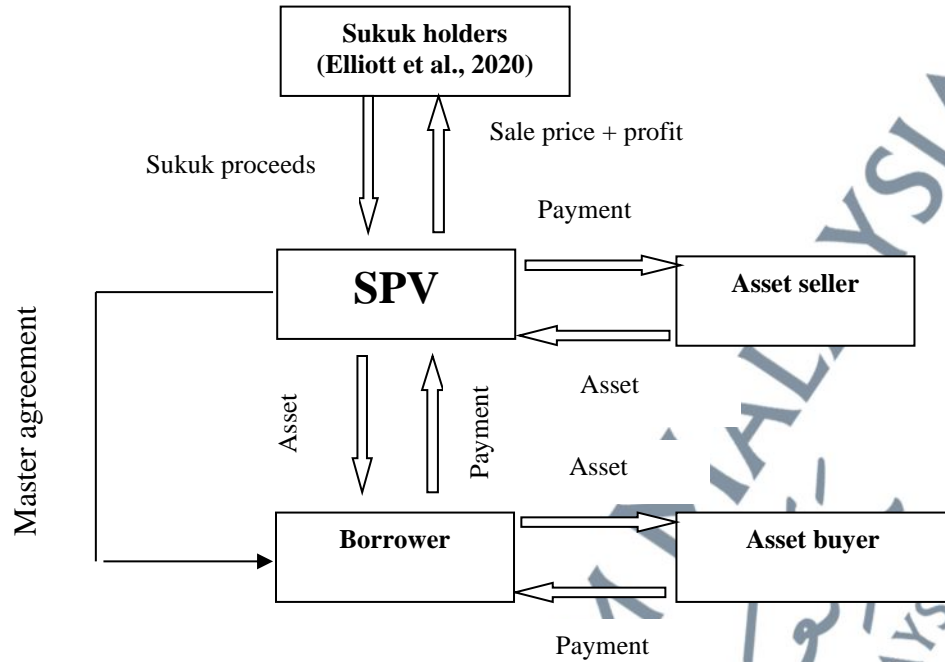 Sukuk holders
(Elliott et al., 2020)
Sale price + profit
Sukuk proceeds
Payment
SPV
Asset seller
Master agreement
Asset
Payment
Asset
Asset
Borrower
Asset buyer
Payment